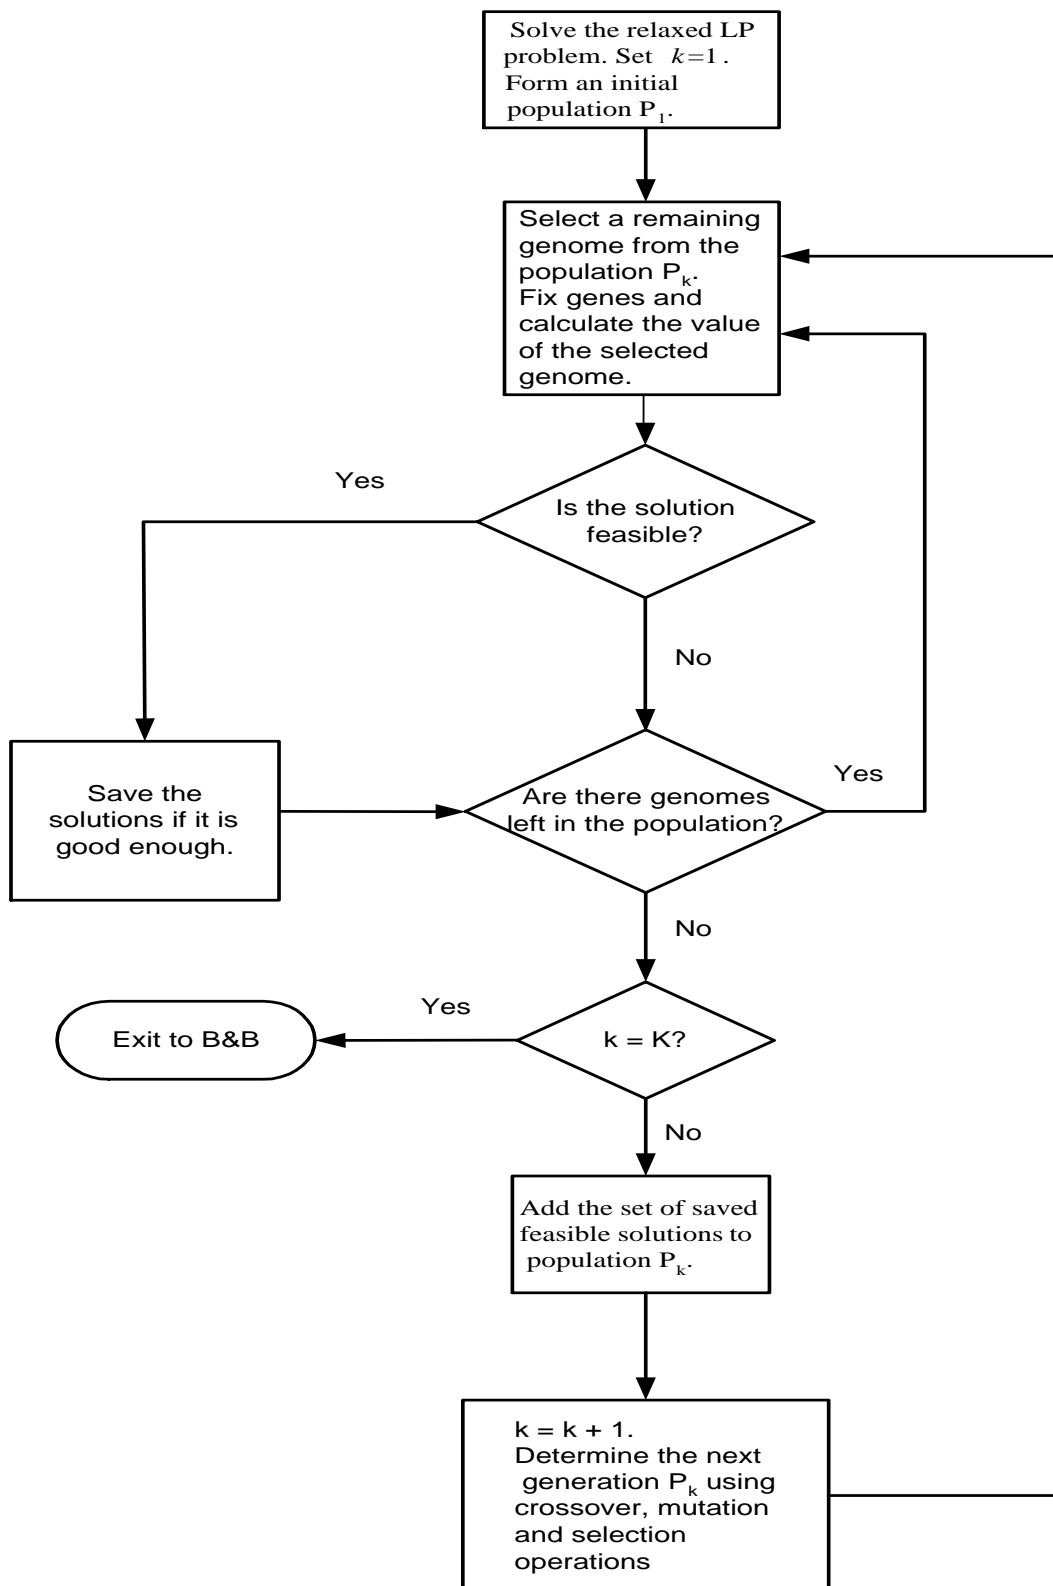 Solve the relaxed LP
problem. Set k=1.
Form an initial
population P1.
Select a remaining
genome from the
population Pk.
Fix genes and
calculate the value
of the selected
genome.
Yes
Is the solution
feasible?
No
Save the
solutions if it is
good enough.
Are there genomes
left in the population?
Yes
No
Exit to B&B
Yes
k = K?
No
Add the set of saved
feasible solutions to
population Pk.
k = k + 1.
Determine the next
generation Pk using
crossover, mutation
and selection
operations